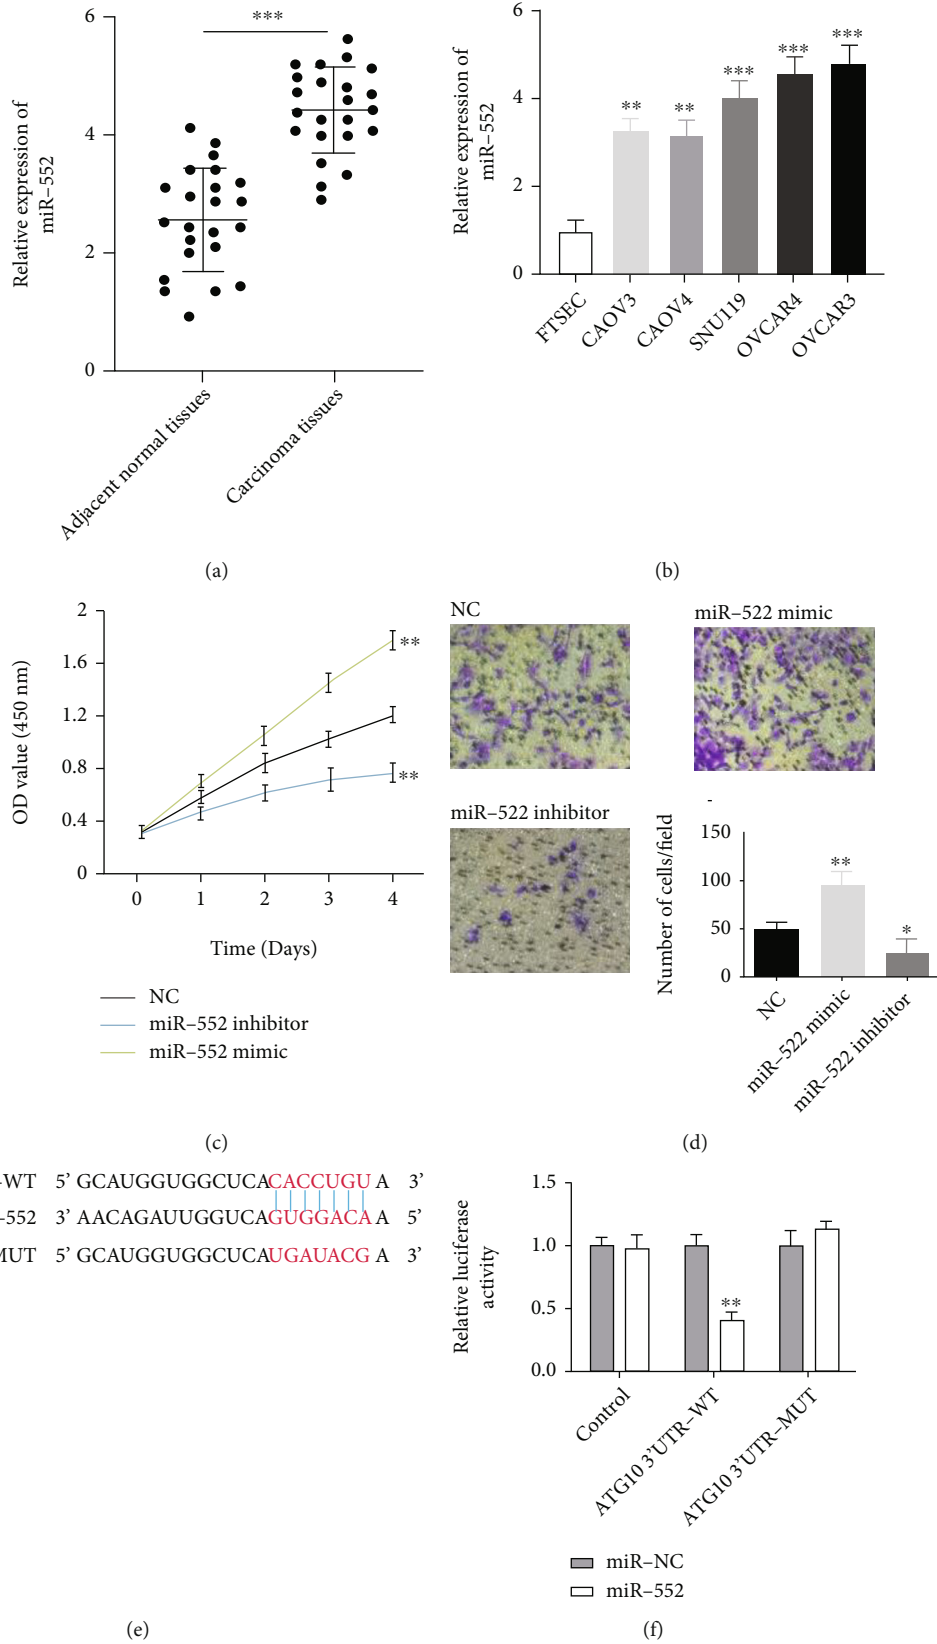 6
4
2
0
Relative expression of
miR–552
***
Adjacent normal tissues
Carcinoma tissues
(a)
6
4
2
0
Relative expression of
miR–552
**
**
***
***
***
FTSEC
CAOV3
CAOV4
SNU119
OVCAR4
OVCAR3
(b)
2
1.6
1.2
0.8
0.4
0
OD value (450 nm)
**
**
0 1 2 3 4
Time (Days)
NC
miR–552 inhibitor
miR–552 mimic
(c)
NC
miR–522 mimic
miR–522 inhibitor
-
150
100
50
0
Number of cells/field
**
*
NC
miR–522 mimic
miR–522 inhibitor
(d)
-WT 5’ GCAUGGUGGCUCACACCUGUA 3’
-552 3’ AACAGAUUGGUCAGUGGACAA 5’
MUT 5’ GCAUGGUGGCUCAUGAUACGA 3’
(e)
1.5
1.0
0.5
0.0
Relative luciferase
activity
**
Control
ATG10 3’UTR–WT
ATG10 3’UTR–MUT
miR–NC
miR–552
(f)